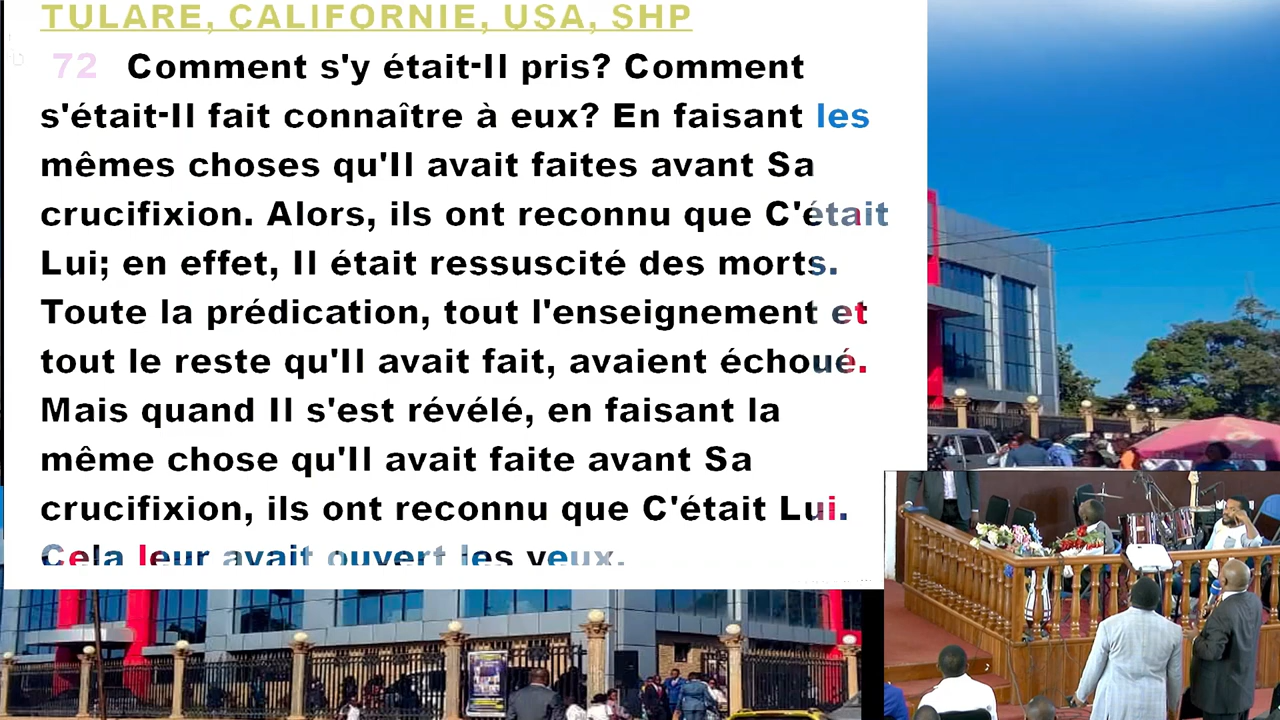 TULARE, CALIFORNIE, USA, SHP
72 Comment s'y était-Il pris? Comment
s'était-Il fait connaître à eux? En faisant les
mêmes choses qu'Il avait faites avant Sa
crucifixion. Alors, ils ont reconnu que C'était
Lui; en effet, Il était ressuscité des morts.
Toute la prédication, tout l'enseignement et
tout le reste qu'Il avait fait, avaient échoué.
Mais quand Il s'est révélé, en faisant la
même chose qu'Il avait faite avant Sa
crucifixion, ils ont reconnu que C'était Lui.
Cela leur avait ouvert les yeux.